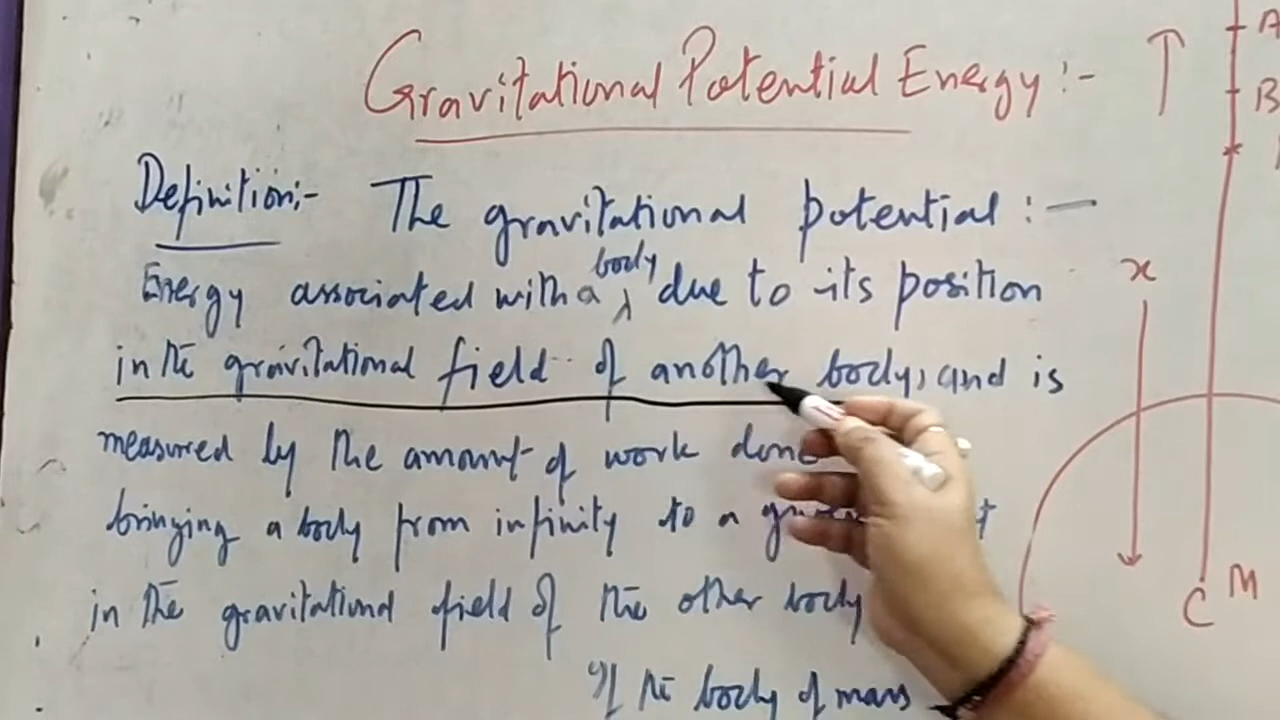 Gravitational Potential Energy :-
A
B
Definition:- The gravitational potential :-
body
Energy associated with a ⋏ due to its position
x
in the gravitational field of another body, and is
measured by the amount of work done
bringing a body from infinity to a
in the gravitational field of the other body
C M
If the body of mass